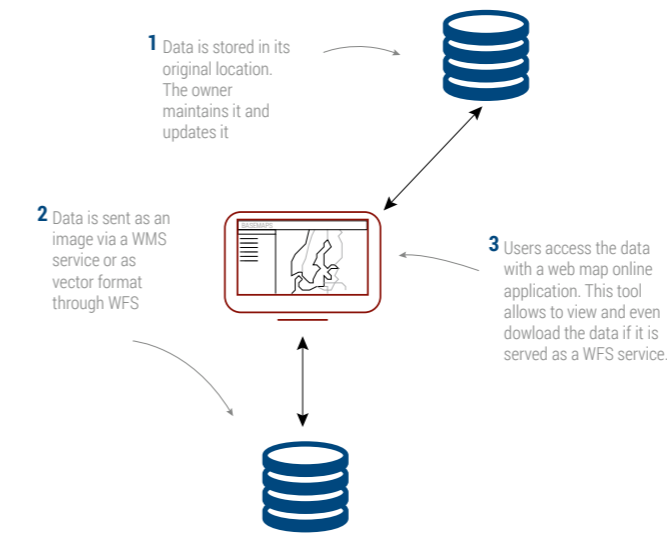 1 Data is stored in its
original location.
The owner
maintains it and
updates it
2 Data is sent as an
image via a WMS
service or as
vector format
through WFS
BASEMAPS
3 Users access the data
with a web map online
application. This tool
allows to view and even
dowload the data if it is
served as a WFS service.